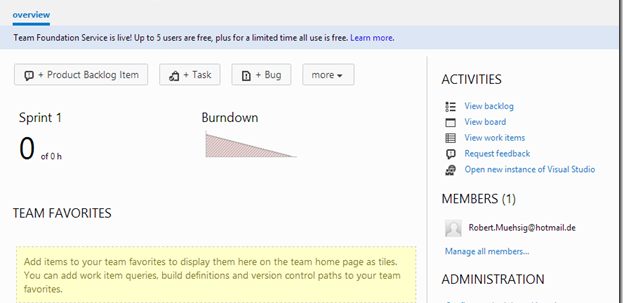 overview
Team Foundation Service is live! Up to 5 users are free, plus for a limited time all use is free. Learn more.
+ Product Backlog Item
+ Task
+ Bug
more
Sprint 1
0 of 0 h
Burndown
TEAM FAVORITES
Add items to your team favorites to display them here on the team home page as tiles.
You can add work item queries, build definitions and version control paths to your team
favorites.
ACTIVITIES
View backlog
View board
View work items
Request feedback
Open new instance of Visual Studio
MEMBERS (1)
Robert.Muehsig@hotmail.de
Manage all members...
ADMINISTRATION